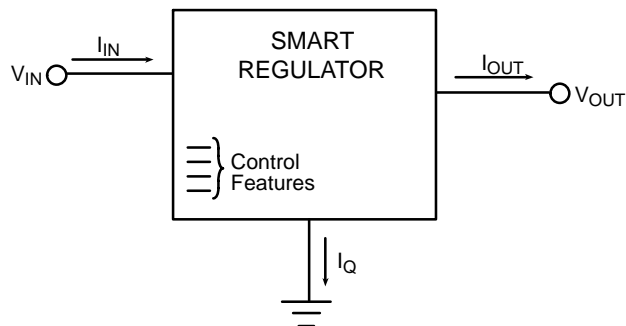 SMART
REGULATOR
I_IN
V_IN
I_OUT
V_OUT
Control
Features
I_Q